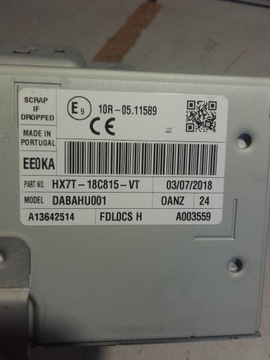 SCRAP
IF
DROPPED
E9
10R-05.11589
CE
MADE IN
PORTUGAL
EE0KA
PART NO. HX7T-18C815-VT 03/07/2018
MODEL DABAHU001 OANZ 24
A13642514 FDLOCS H A003559